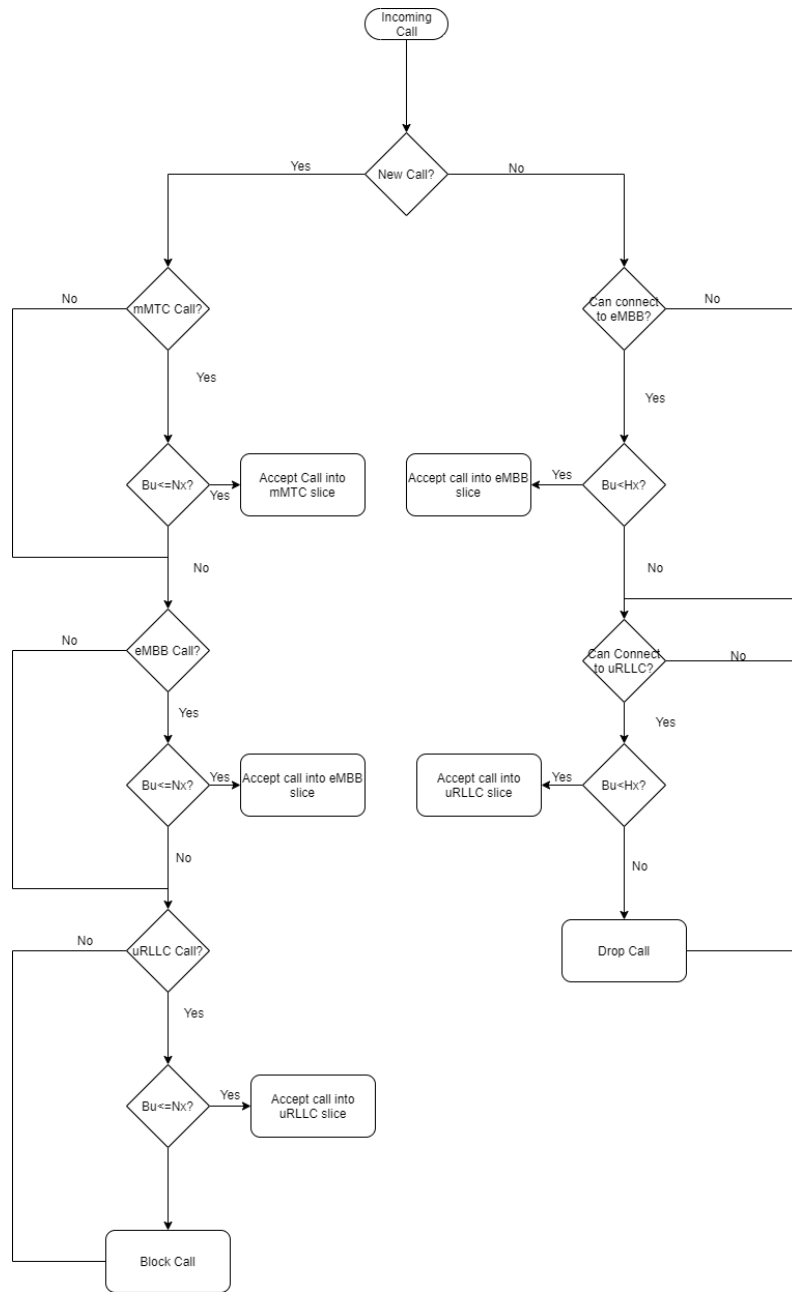 Incoming
Call
New Call?
Yes
No
mMTC Call?
No
Yes
Can connect
to eMBB?
No
Yes
Bu<=Nx?
Yes
Accept Call into
mMTC slice
No
Accept call into eMBB
slice
Yes
Bu<Hx?
No
eMBB Call?
No
Yes
Can Connect
to uRLLC?
No
Yes
Bu<=Nx?
Yes
Accept call into eMBB
slice
No
Accept call into
uRLLC slice
Yes
Bu<Hx?
No
uRLLC Call?
No
Yes
Drop Call
Bu<=Nx?
Yes
Accept call into
uRLLC slice
Block Call